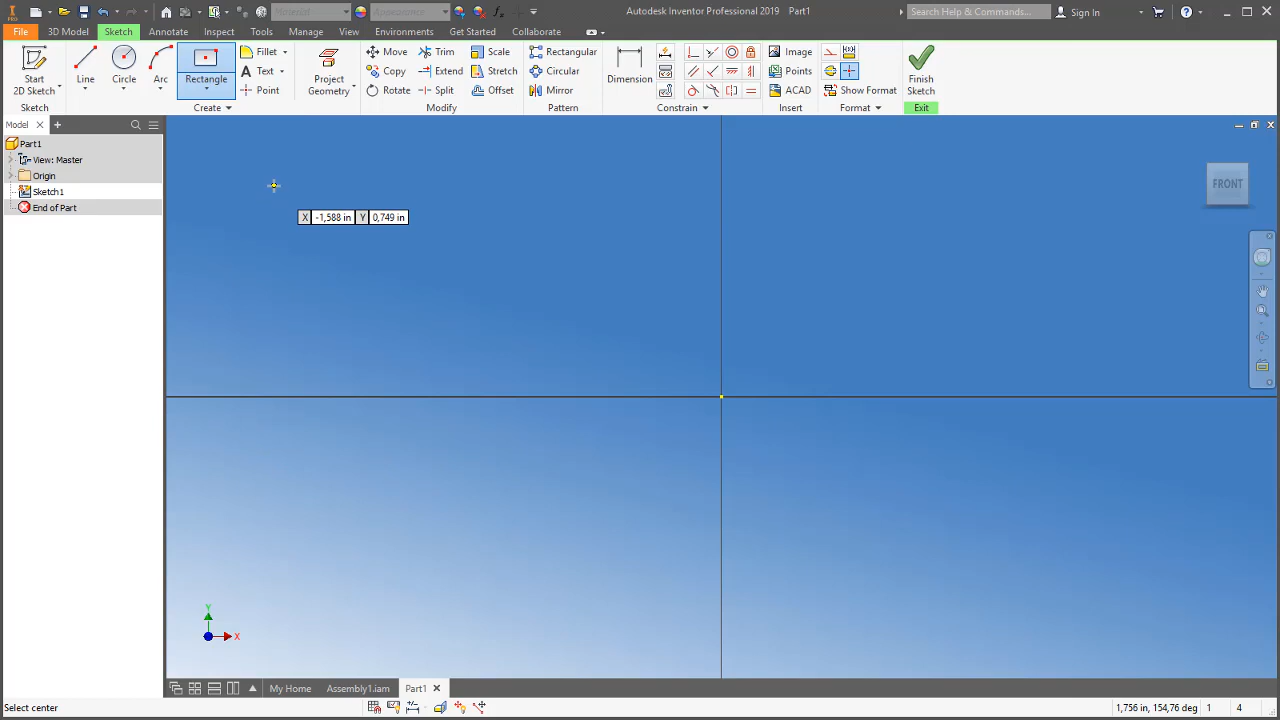 Material
Appearance
Autodesk Inventor Professional 2019 Part1
Search Help & Commands...
Sign In
File
3D Model
Sketch
Annotate
Inspect
Tools
Manage
View
Environments
Get Started
Collaborate
Start
2D Sketch
Line
Circle
Arc
Rectangle
Fillet
Text
Point
Project
Geometry
Move
Copy
Rotate
Trim
Extend
Split
Scale
Stretch
Offset
Rectangular
Circular
Mirror
Dimension
Image
Points
ACAD
Show Format
Finish
Sketch
Sketch
Create
Modify
Pattern
Constrain
Insert
Format
Exit
Model
Part1
View: Master
Origin
Sketch1
End of Part
X -1,588 in Y 0,749 in
FRONT
Y
X
My Home
Assembly1.iam
Part1
Select center
1,756 in, 154,76 deg
1
4